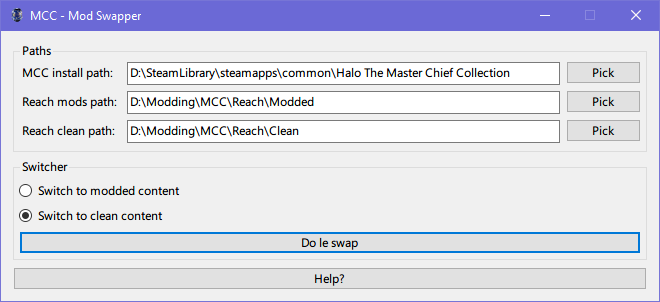 MCC - Mod Swapper
Paths
MCC install path: D:\SteamLibrary\steamapps\common\Halo The Master Chief Collection Pick
Reach mods path: D:\Modding\MCC\Reach\Modded Pick
Reach clean path: D:\Modding\MCC\Reach\Clean Pick
Switcher
Switch to modded content
Switch to clean content
Do le swap
Help?